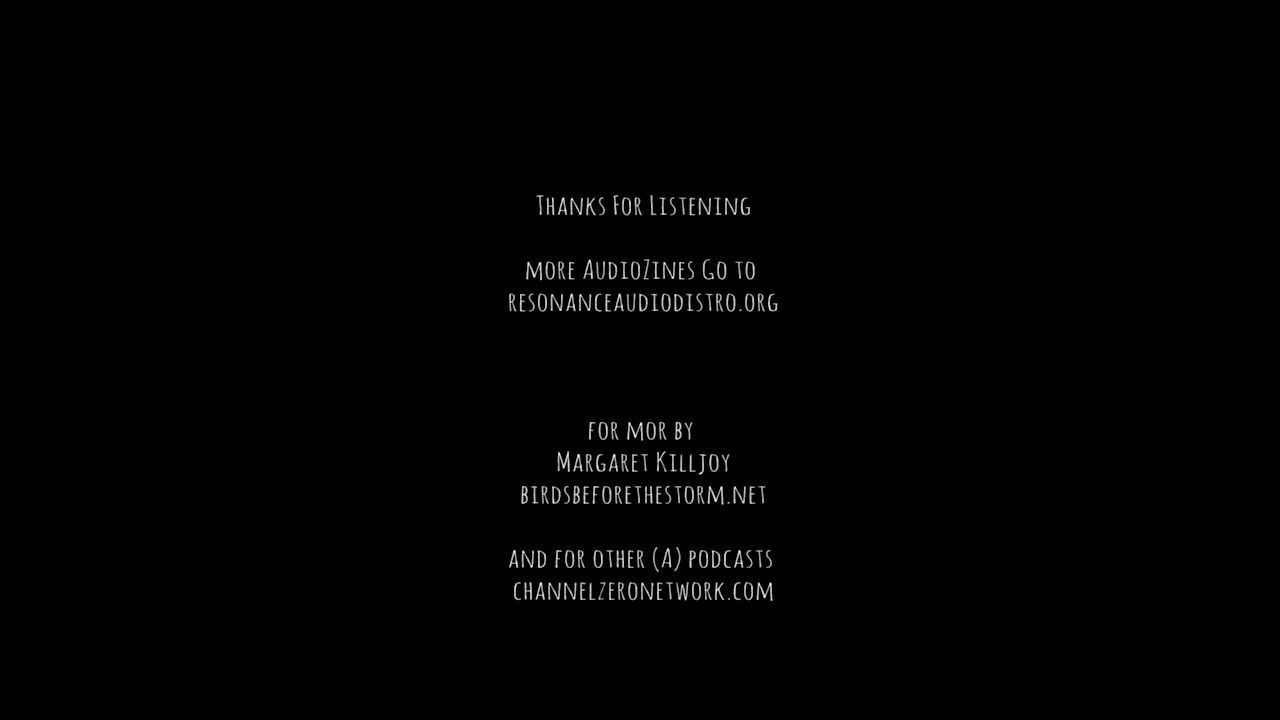 Thanks For Listening
more AudioZines Go to
resonanceaudiodistro.org
for mor by
Margaret Killjoy
birdsbeforethestorm.net
and for other (A) podcasts
channelzeronetwork.com